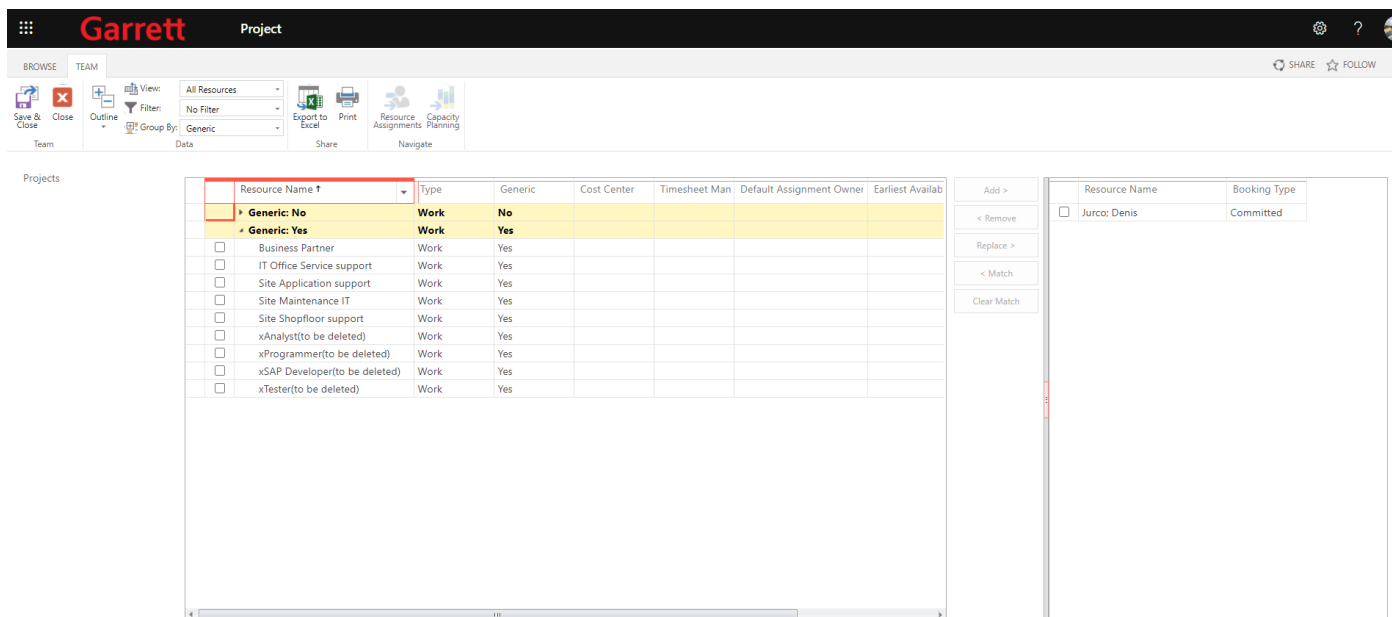 Garrett Project ?
BROWSE TEAM SHARE FOLLOW
Save & Close Close Outline View: All Resources
Filter: No Filter
Group By: Generic
Export to Excel Print Resource Assignments Capacity Planning
Team Data Share Navigate
Projects
Resource Name Type Generic Cost Center Timesheet Man Default Assignment Owner Earliest Availab
Generic: No Work No
Generic: Yes Work Yes
Business Partner Work Yes
IT Office Service support Work Yes
Site Application support Work Yes
Site Maintenance IT Work Yes
Site Shopfloor support Work Yes
xAnalyst(to be deleted) Work Yes
xProgrammer(to be deleted) Work Yes
xSAP Developer(to be deleted) Work Yes
xTester(to be deleted) Work Yes
Add >
< Remove
Replace >
< Match
Clear Match
Resource Name Booking Type
Jurco; Denis Committed